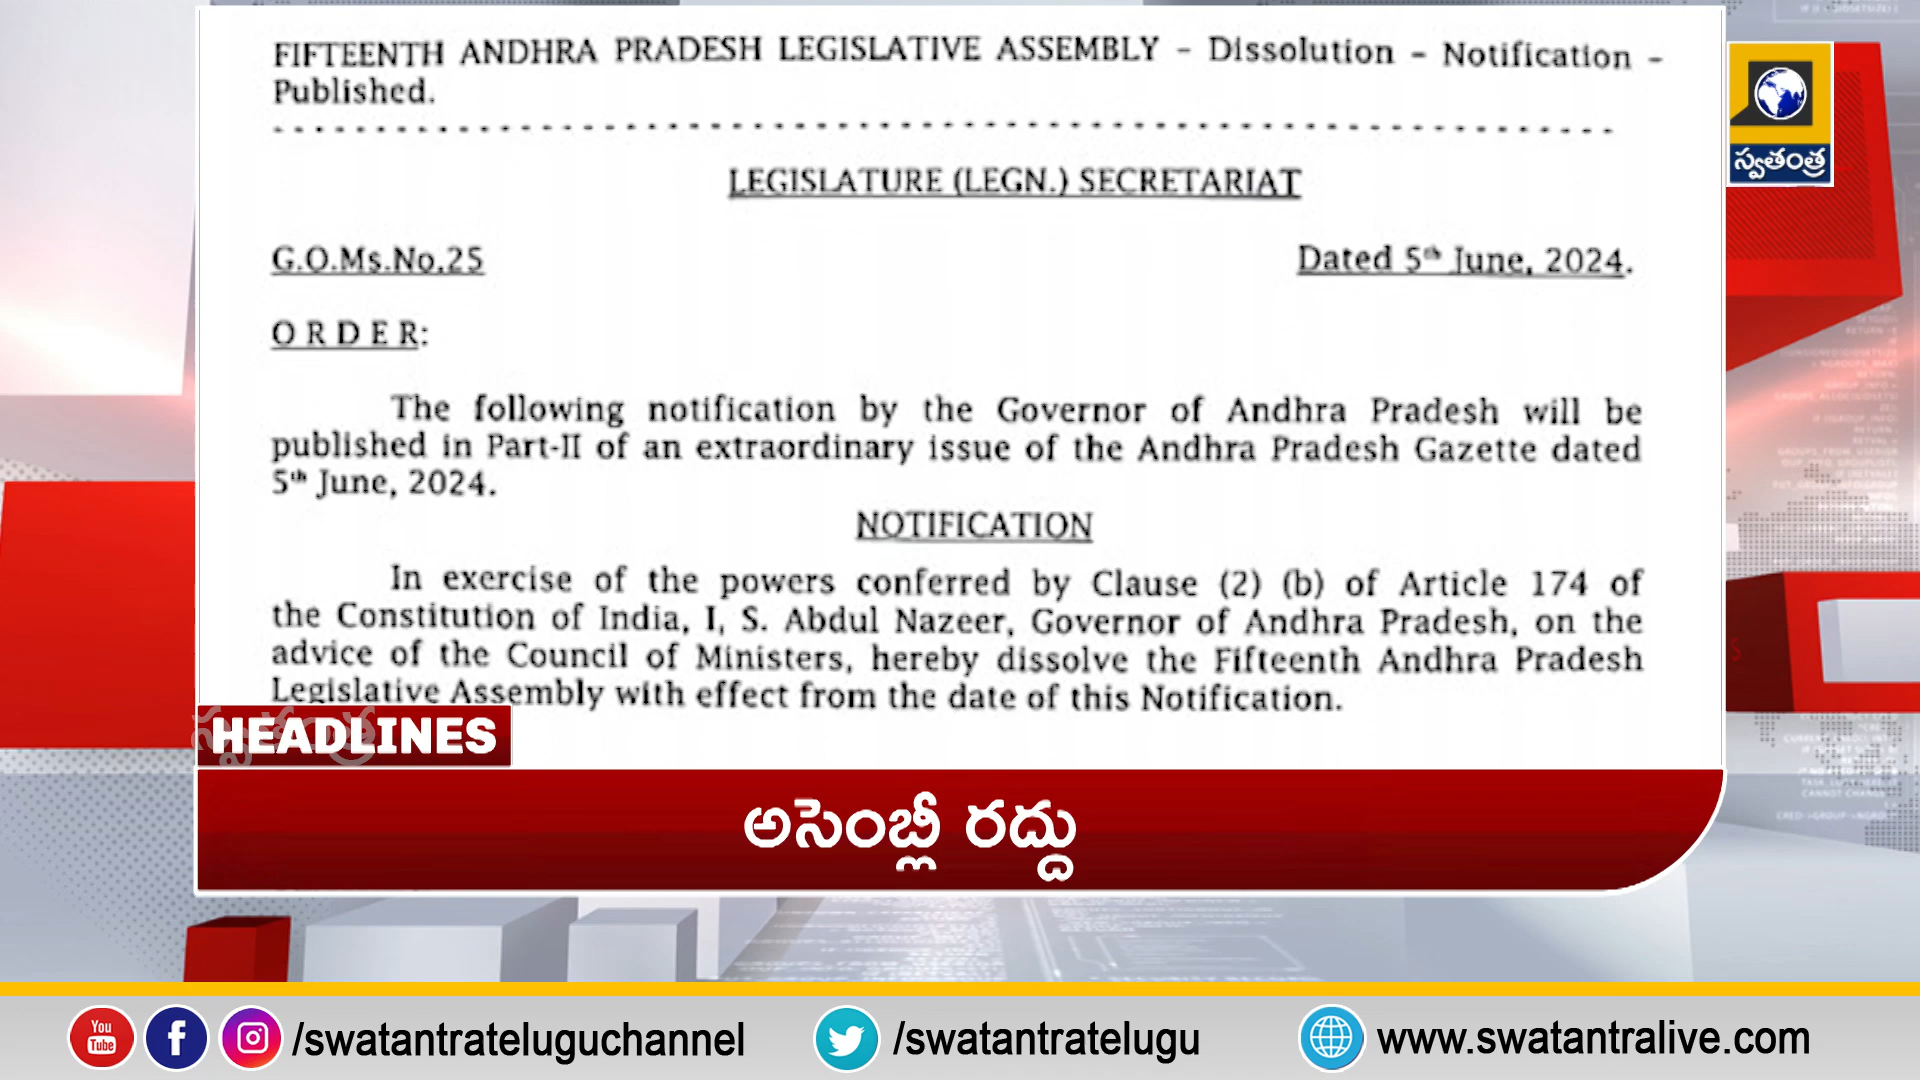 FIFTEENTH ANDHRA PRADESH LEGISLATIVE ASSEMBLY – Dissolution – Notification –
Published.
LEGISLATURE (LEGN.) SECRETARIAT
G.O.Ms.No.25
Dated 5th June, 2024.
O R D E R:
The following notification by the Governor of Andhra Pradesh will be
published in Part-II of an extraordinary issue of the Andhra Pradesh Gazette dated
5th June, 2024.
NOTIFICATION
In exercise of the powers conferred by Clause (2) (b) of Article 174 of
the Constitution of India, I, S. Abdul Nazeer, Governor of Andhra Pradesh, on the
advice of the Council of Ministers, hereby dissolve the Fifteenth Andhra Pradesh
Legislative Assembly with effect from the date of this Notification.
స్వతంత్ర
HEADLINES
అసెంబ్లీ రద్దు
You Tube
/swatantrateluguchannel
/swatantratelugu
www.swatantralive.com